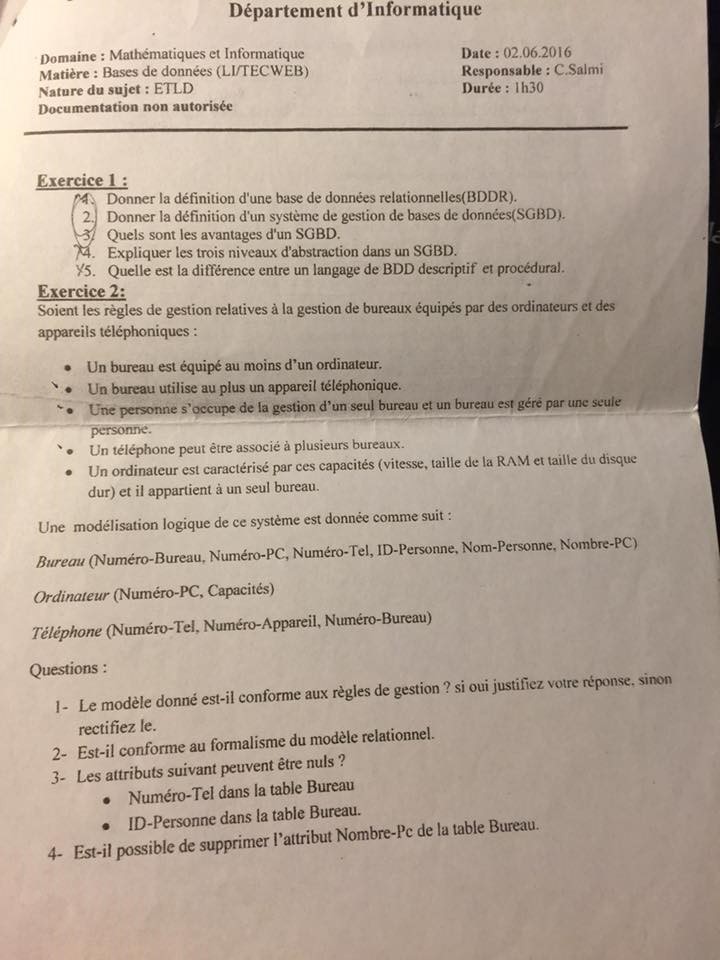 Département d'Informatique
Domaine : Mathématiques et Informatique Date : 02.06.2016
Matière : Bases de données (LI/TECWEB) Responsable : C.Salmi
Nature du sujet : ETLD Durée : 1h30
Documentation non autorisée
Exercice 1 :
1. Donner la définition d'une base de données relationnelles(BDDR).
2. Donner la définition d'un système de gestion de bases de données(SGBD).
3. Quels sont les avantages d'un SGBD.
4. Expliquer les trois niveaux d'abstraction dans un SGBD.
5. Quelle est la différence entre un langage de BDD descriptif et procédural.
Exercice 2:
Soient les règles de gestion relatives à la gestion de bureaux équipés par des ordinateurs et des
appareils téléphoniques :
• Un bureau est équipé au moins d'un ordinateur.
• Un bureau utilise au plus un appareil téléphonique.
• Une personne s'occupe de la gestion d'un seul bureau et un bureau est géré par une seule
personne.
• Un téléphone peut être associé à plusieurs bureaux.
• Un ordinateur est caractérisé par ces capacités (vitesse, taille de la RAM et taille du disque
dur) et il appartient à un seul bureau.
Une modélisation logique de ce système est donnée comme suit :
Bureau (Numéro-Bureau, Numéro-PC, Numéro-Tel, ID-Personne, Nom-Personne, Nombre-PC)
Ordinateur (Numéro-PC, Capacités)
Téléphone (Numéro-Tel, Numéro-Appareil, Numéro-Bureau)
Questions :
1- Le modèle donné est-il conforme aux règles de gestion ? si oui justifiez votre réponse, sinon
rectifiez le.
2- Est-il conforme au formalisme du modèle relationnel.
3- Les attributs suivant peuvent être nuls ?
• Numéro-Tel dans la table Bureau
• ID-Personne dans la table Bureau.
4- Est-il possible de supprimer l'attribut Nombre-Pc de la table Bureau.